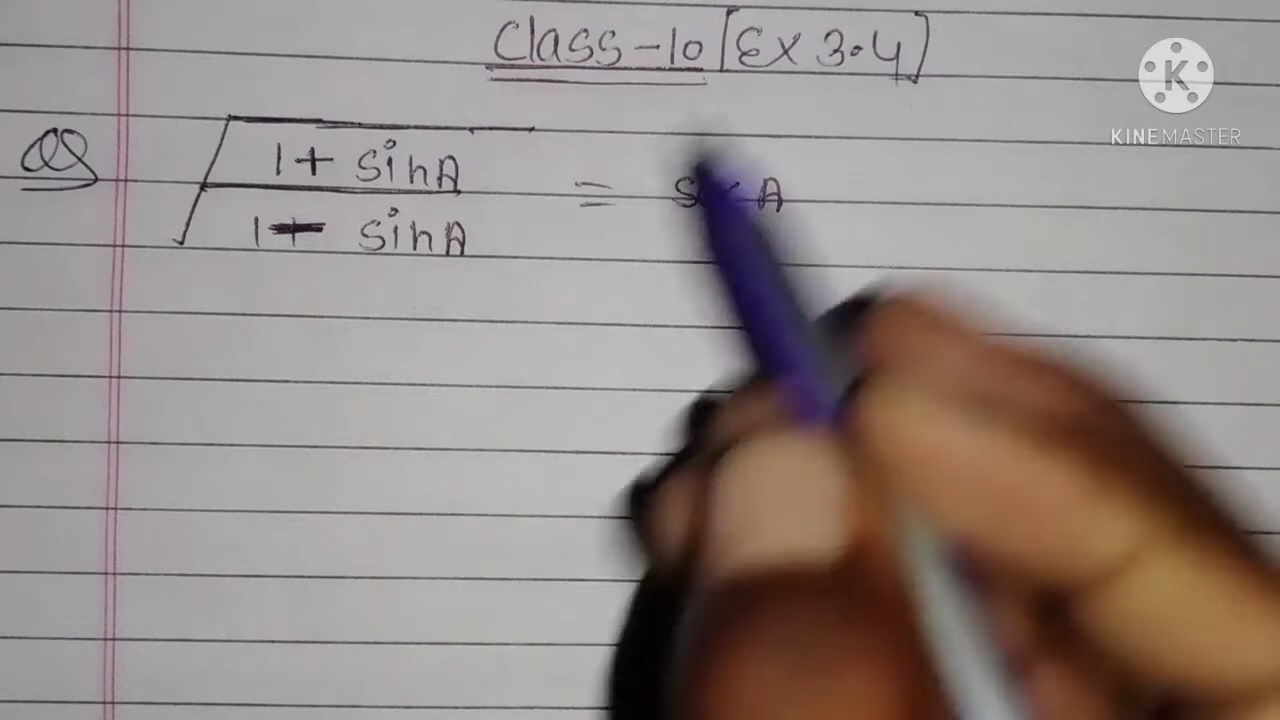 Class-10 [Ex 3.4]
K
KINEMASTER
Q
√(1 + sinA / 1 - sinA) = A